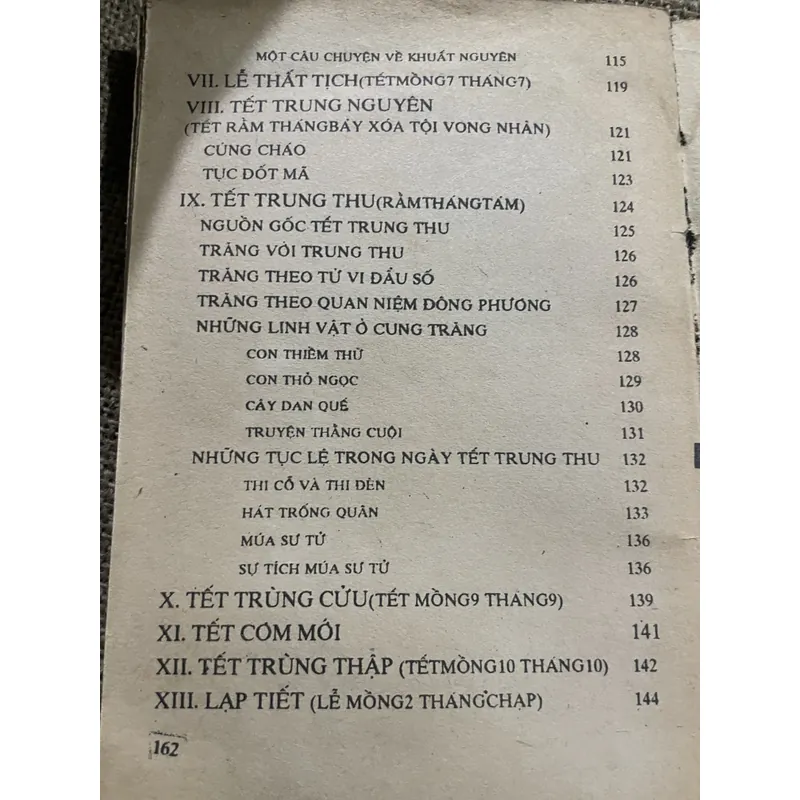 MỘT CÂU CHUYỆN VỀ KHUẤT NGUYÊN 115
VII. LỄ THẤT TỊCH(TẾTMỒNG7 THÁNG7) 119
VIII. TẾT TRUNG NGUYÊN
(TẾT RẰM THÁNGBẢY XÓA TỘI VONG NHÂN) 121
CÚNG CHÁO 121
TỤC ĐỐT MÃ 123
IX. TẾT TRUNG THU(RẰMTHÁNGTÁM) 124
NGUỒN GỐC TẾT TRUNG THU 125
TRĂNG VỚI TRUNG THU 126
TRĂNG THEO TỬ VI ĐẨU SỐ 126
TRĂNG THEO QUAN NIỆM ĐÔNG PHƯƠNG 127
NHỮNG LINH VẬT Ở CUNG TRĂNG 128
CON THIỀM THỪ 128
CON THỎ NGỌC 129
CÂY ĐAN QUẾ 130
TRUYỆN THẰNG CUỘI 131
NHỮNG TỤC LỆ TRONG NGÀY TẾT TRUNG THU 132
THI CỖ VÀ THI ĐÈN 132
HÁT TRỐNG QUÂN 133
MÚA SƯ TỬ 136
SỰ TÍCH MÚA SƯ TỬ 136
X. TẾT TRÙNG CỬU(TẾT MỒNG9 THÁNG9) 139
XI. TẾT CƠM MỚI 141
XII. TẾT TRÙNG THẬP (TẾTMỒNG10 THÁNG10) 142
XIII. LẠP TIẾT (LỄ MỒNG2 THÁNG CHẠP) 144
162